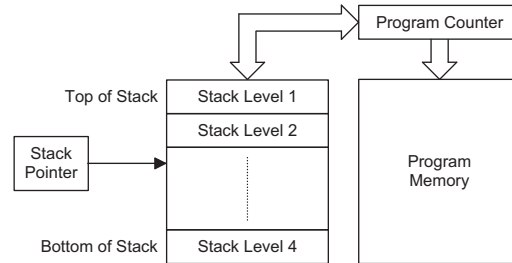 Program Counter
Top of Stack
Stack Level 1
Stack Level 2
Stack
Pointer
Program
Memory
Bottom of Stack
Stack Level 4